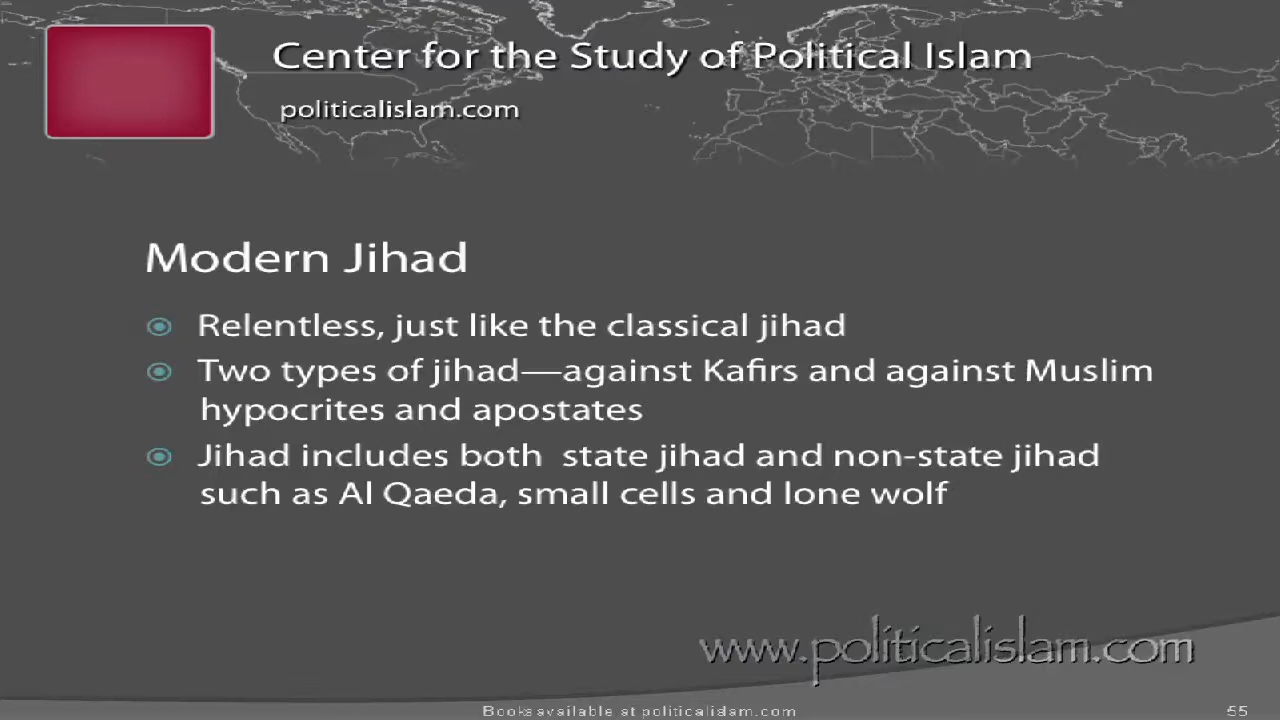 Center for the Study of Political Islam
politicalislam.com
Modern Jihad
Relentless, just like the classical jihad
Two types of jihad—against Kafirs and against Muslim
hypocrites and apostates
Jihad includes both state jihad and non-state jihad
such as Al Qaeda, small cells and lone wolf
www.politicalislam.com
Books available at politicalislam.com
55